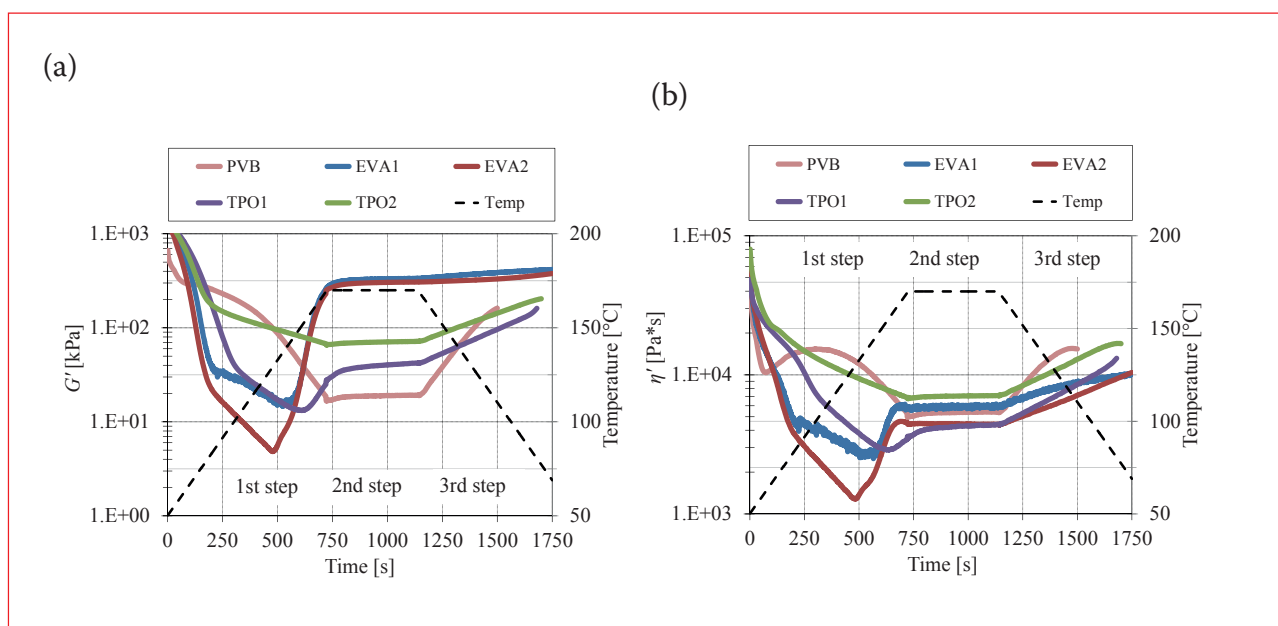 (a)
PVB EVA1 EVA2
TPO1 TPO2 Temp
1.E+03
1.E+02
1.E+01
1.E+00
G′ [kPa]
200
150
100
50
Temperature [°C]
1st step 2nd step 3rd step
0 250 500 750 1000 1250 1500 1750
Time [s]
(b)
PVB EVA1 EVA2
TPO1 TPO2 Temp
1.E+05
1.E+04
1.E+03
η′ [Pa*s]
200
150
100
50
Temperature [°C]
1st step 2nd step 3rd step
0 250 500 750 1000 1250 1500 1750
Time [s]